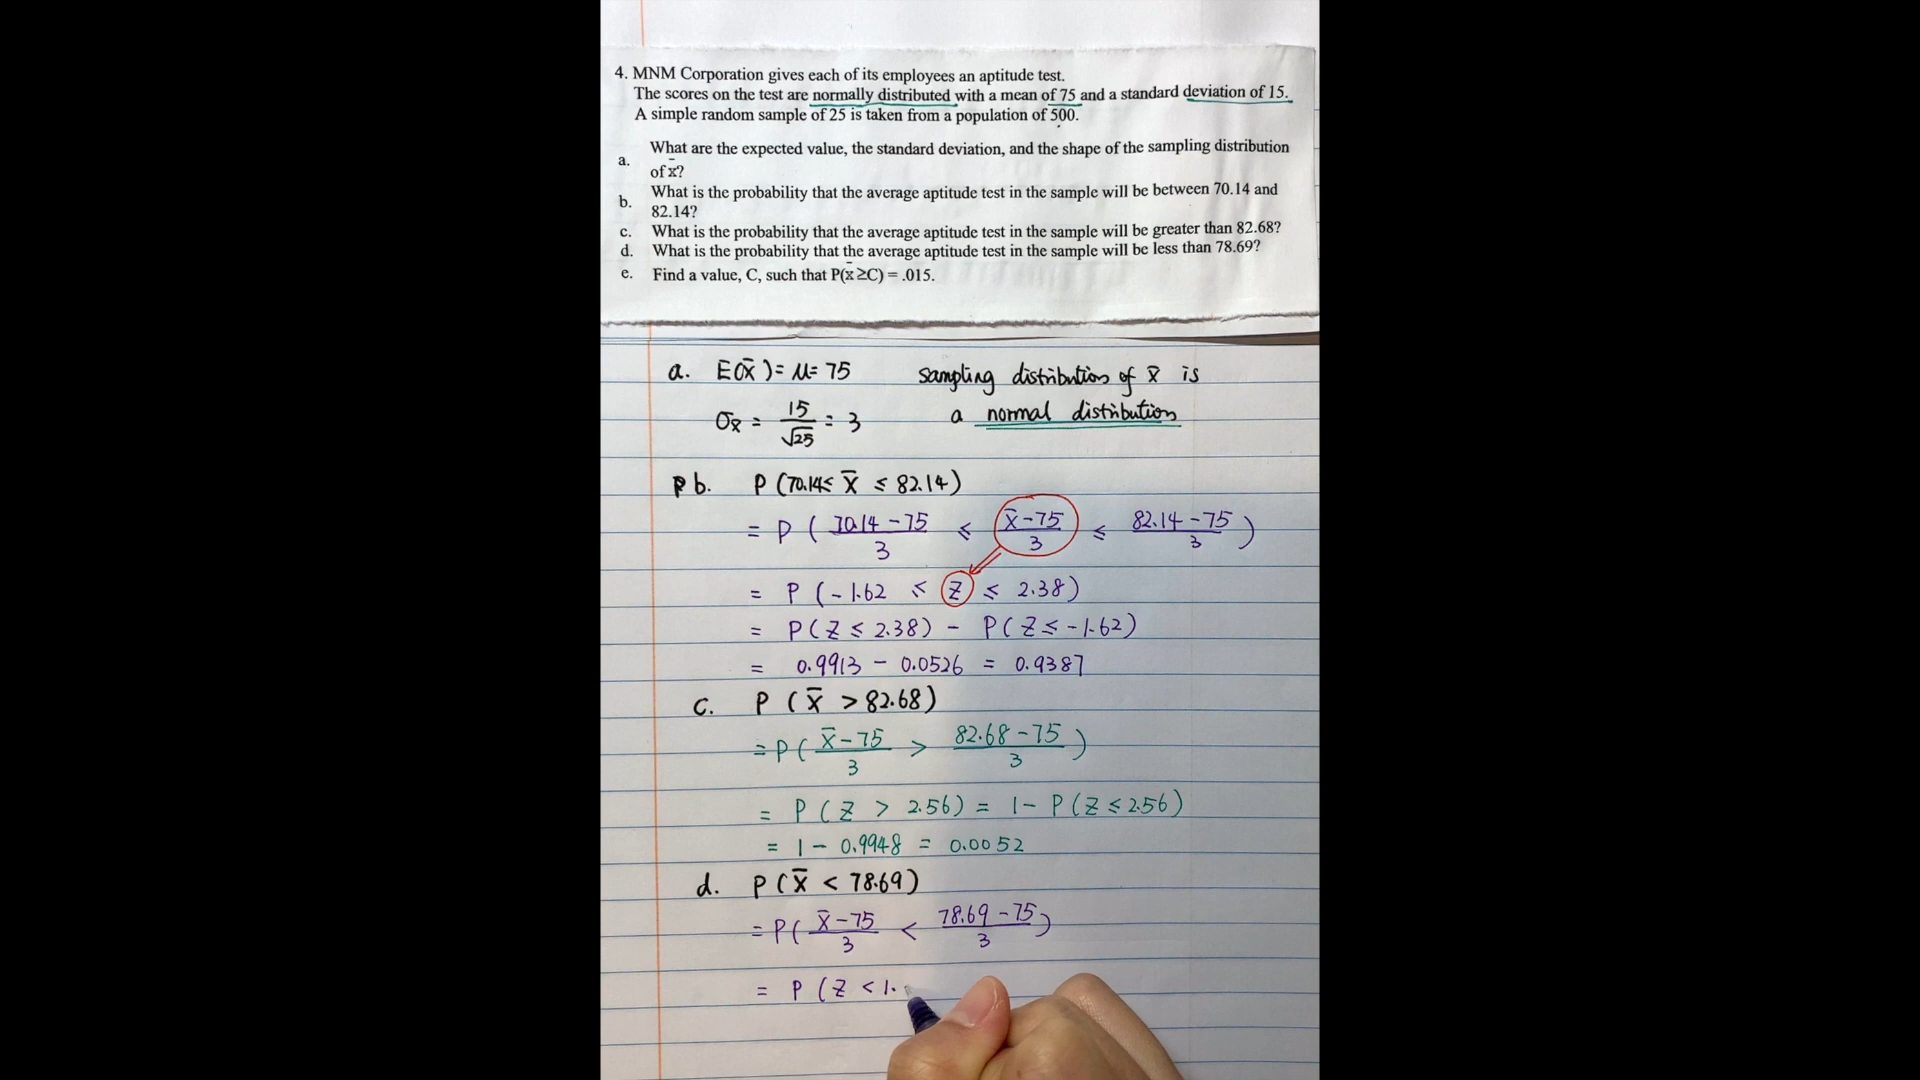 4. MNM Corporation gives each of its employees an aptitude test.
The scores on the test are normally distributed with a mean of 75 and a standard deviation of 15.
A simple random sample of 25 is taken from a population of 500.
a. What are the expected value, the standard deviation, and the shape of the sampling distribution
of x̄?
b. What is the probability that the average aptitude test in the sample will be between 70.14 and
82.14?
c. What is the probability that the average aptitude test in the sample will be greater than 82.68?
d. What is the probability that the average aptitude test in the sample will be less than 78.69?
e. Find a value, C, such that P(x̄ ≥C) = .015.
a. E(x̄) = μ = 75 sampling distribution of x̄ is
a normal distribution
σx̄ = 15/√25 = 3
b. P (70.14 ≤ x̄ ≤ 82.14)
= P ( 70.14 - 75 / 3 ≤ x̄ - 75 / 3 ≤ 82.14 - 75 / 3 )
= P ( - 1.62 ≤ Z ≤ 2.38)
= P ( Z ≤ 2.38) - P ( Z ≤ - 1.62)
= 0.9913 - 0.0526 = 0.9387
c. P ( x̄ > 82.68)
= P ( x̄ - 75 / 3 > 82.68 - 75 / 3 )
= P ( Z > 2.56) = 1 - P ( Z ≤ 2.56)
= 1 - 0.9948 = 0.0052
d. P ( x̄ < 78.69)
= P ( x̄ - 75 / 3 < 78.69 - 75 / 3 )
= P ( Z < 1.